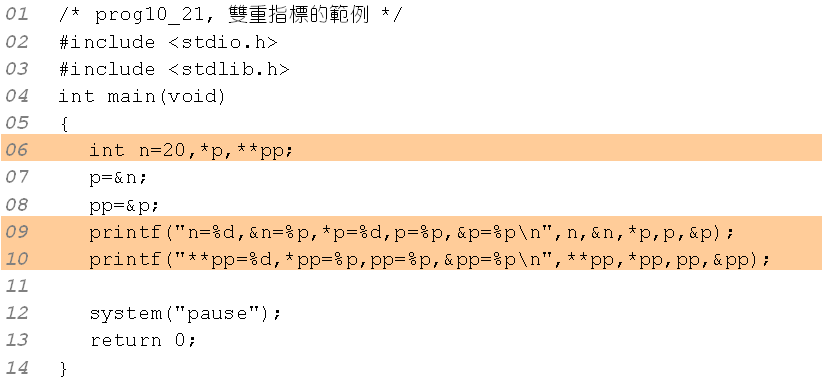 01 /* prog10_21, 雙重指標的範例 */
02 #include <stdio.h>
03 #include <stdlib.h>
04 int main(void)
05 {
06    int n=20,*p,**pp;
07    p=&n;
08    pp=&p;
09    printf("n=%d,&n=%p,*p=%d,p=%p,&p=%p\n",n,&n,*p,p,&p);
10    printf("**pp=%d,*pp=%p,pp=%p,&pp=%p\n",**pp,*pp,pp,&pp);
11
12    system("pause");
13    return 0;
14 }